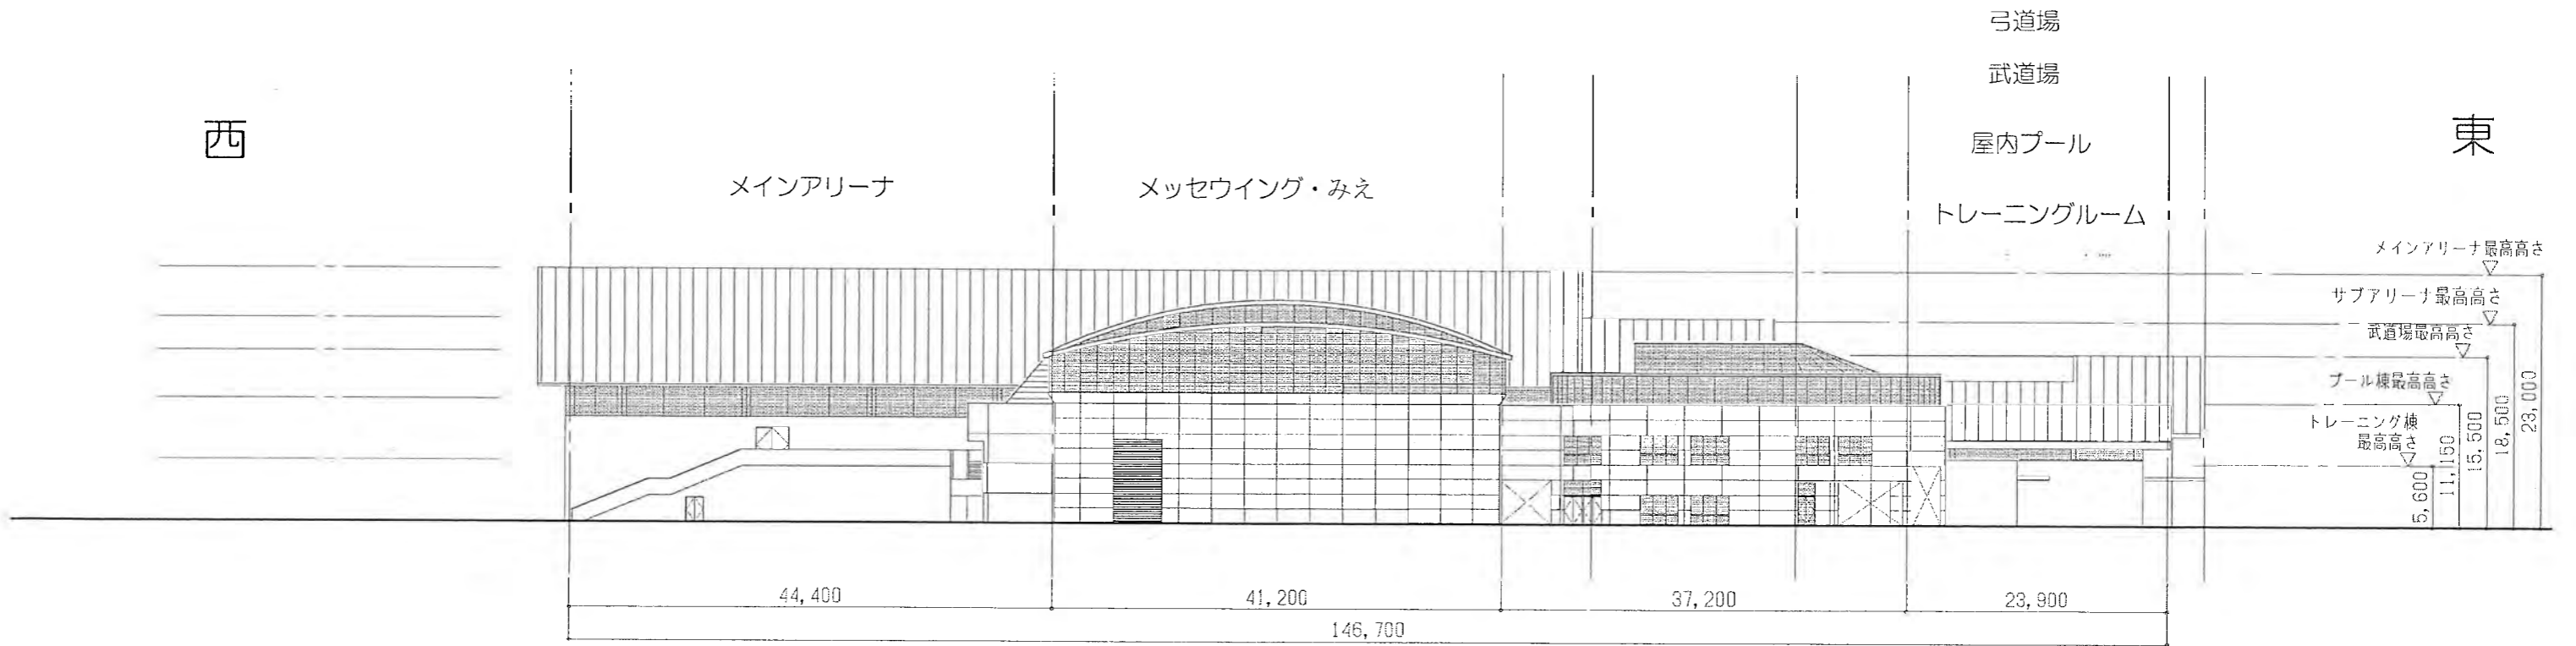 弓道場
武道場
西
東
屋内プール
メインアリーナ
メッセウイング・みえ
トレーニングルーム
メインアリーナ最高高さ
サブアリーナ最高高さ
武道場最高高さ
プール棟最高高さ
トレーニング棟
最高高さ
5,600
11,150
15,500
18,500
23,000
44,400
41,200
37,200
23,900
146,700